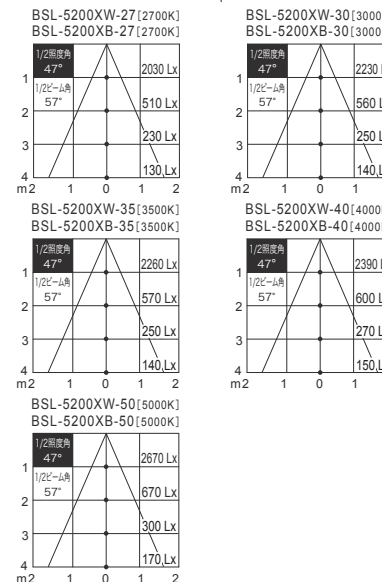 BSL-5200XW-27[2700K]
BSL-5200XB-27[2700K]
1/2照度角
47°
1/2ビーム角
57°
2030 Lx
510 Lx
230 Lx
130 Lx
1
2
3
4
m2 1 0 1 2
BSL-5200XW-30[3000
BSL-5200XB-30[3000
1/2照度角
47°
1/2ビーム角
57°
2230
560 L
250 L
140 L
1
2
3
4
m2 1 0 1
BSL-5200XW-35[3500K]
BSL-5200XB-35[3500K]
1/2照度角
47°
1/2ビーム角
57°
2260 Lx
570 Lx
250 Lx
140 Lx
1
2
3
4
m2 1 0 1 2
BSL-5200XW-40[4000
BSL-5200XB-40[4000
1/2照度角
47°
1/2ビーム角
57°
2390 L
600 L
270 L
150 L
1
2
3
4
m2 1 0 1
BSL-5200XW-50[5000K]
BSL-5200XB-50[5000K]
1/2照度角
47°
1/2ビーム角
57°
2670 Lx
670 Lx
300 Lx
170 Lx
1
2
3
4
m2 1 0 1 2